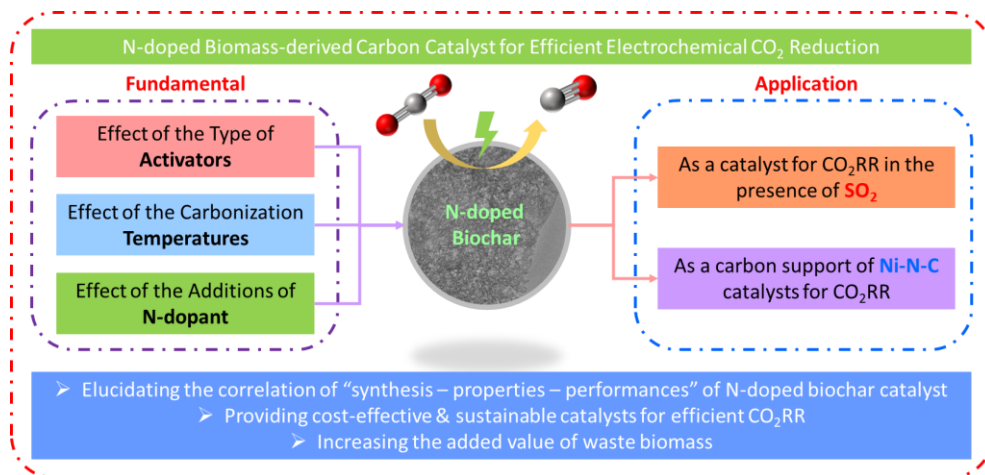 N-doped Biomass-derived Carbon Catalyst for Efficient Electrochemical CO₂ Reduction
Fundamental
Effect of the Type of
Activators
Effect of the Carbonization
Temperatures
Effect of the Additions of
N-dopant
N-doped
Biochar
Application
As a catalyst for CO₂RR in the
presence of SO₂
As a carbon support of Ni-N-C
catalysts for CO₂RR
➢ Elucidating the correlation of “synthesis – properties – performances” of N-doped biochar catalyst
➢ Providing cost-effective & sustainable catalysts for efficient CO₂RR
➢ Increasing the added value of waste biomass